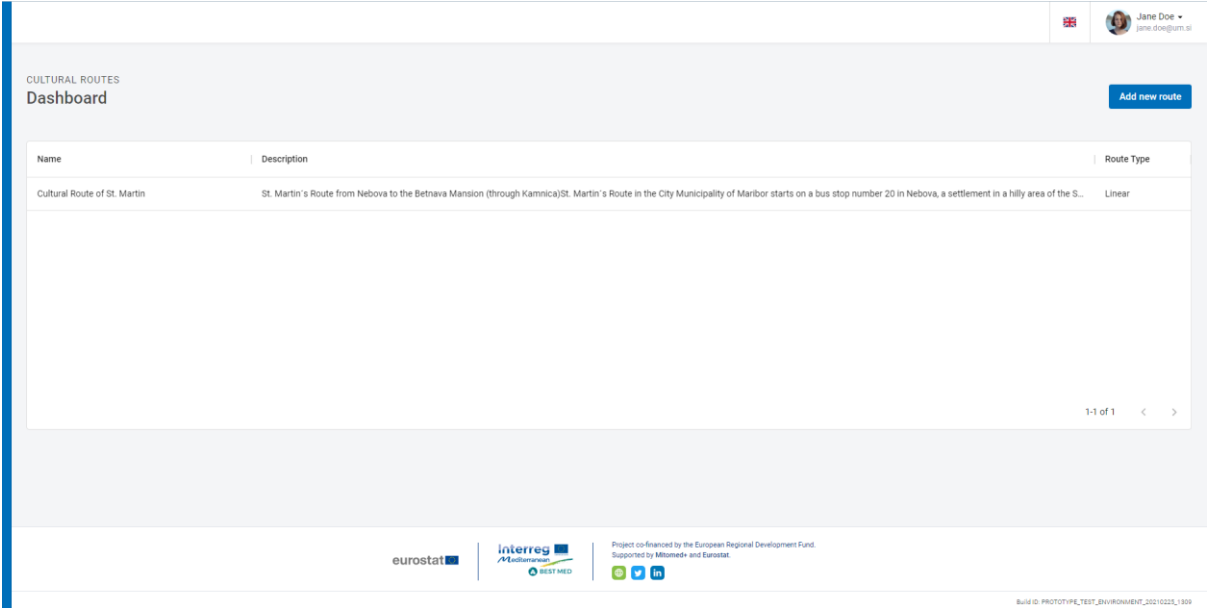 Jane Doe
jane.doe@um.si
CULTURAL ROUTES
Dashboard
Add new route
Name Description Route Type
Cultural Route of St. Martin St. Martin´s Route from Nebova to the Betnava Mansion (through Kamnica)St. Martin´s Route in the City Municipality of Maribor starts on a bus stop number 20 in Nebova, a settlement in a hilly area of the S... Linear
1-1 of 1
eurostat
Interreg
Mediterranean
BEST MED
Project co-financed by the European Regional Development Fund.
Supported by Mitomed+ and Eurostat.
in
Build ID: PROTOTYPE_TEST_ENVIRONMENT_20210225_1309